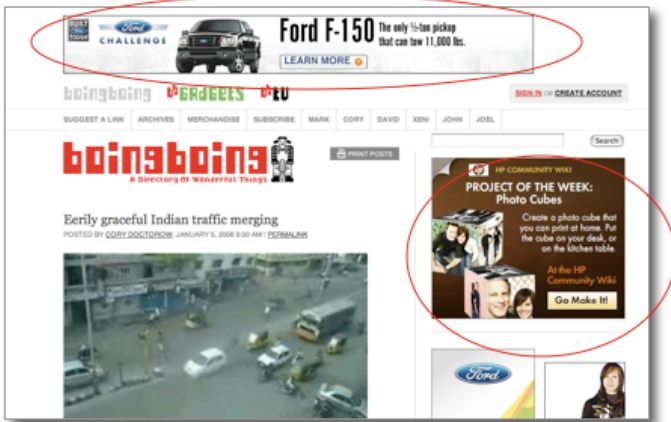 BUILT Ford TOUGH
Ford
CHALLENGE
Ford F-150
The only ½-ton pickup
that can tow 11,000 lbs.
LEARN MORE
boingboing bbGADGETS bbtv
SIGN IN or CREATE ACCOUNT
SUGGEST A LINK ARCHIVES MERCHANDISE SUBSCRIBE MARK CORY DAVID XENI JOHN JOEL
Search
boingboing
A Directory of Wonderful Things
PRINT POSTS
Eerily graceful Indian traffic merging
POSTED BY CORY DOCTOROW, JANUARY 5, 2008 9:50 AM | PERMALINK
hp HP COMMUNITY WIKI
PROJECT OF THE WEEK:
Photo Cubes
Create a photo cube that
you can print at home. Put
the cube on your desk, or
on the kitchen table.
At the HP
Community Wiki
Go Make It!
Ford